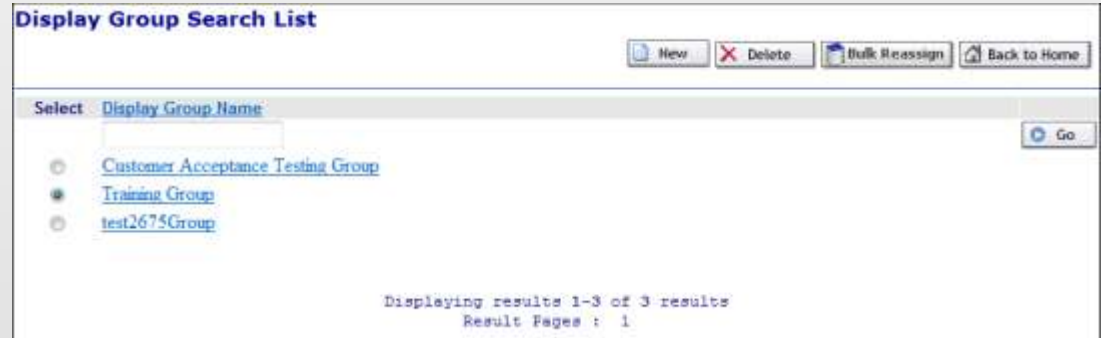 Display Group Search List
New Delete Bulk Reassign Back to Home
Select Display Group Name
Go
Customer Acceptance Testing Group
Training Group
test2675Group
Displaying results 1-3 of 3 results
Result Pages : 1